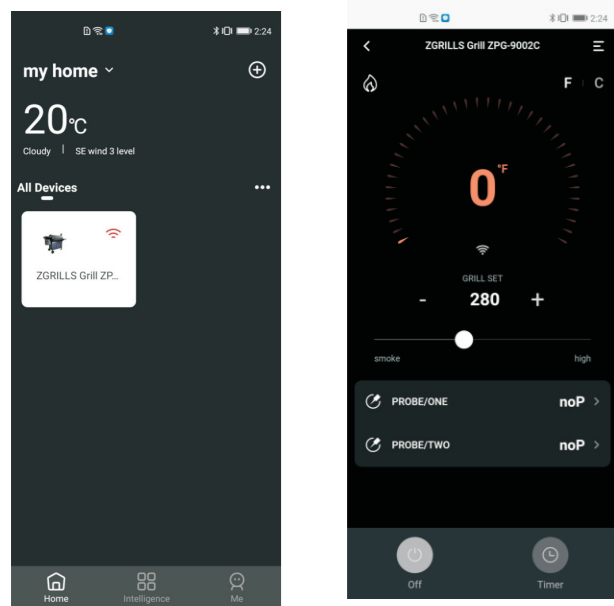 2:24
my home
20°C
Cloudy | SE wind 3 level
All Devices
ZGRILLS Grill ZP...
Home
Intelligence
Me
2:24
ZGRILLS Grill ZPG-9002C
F | C
0°F
GRILL SET
- 280 +
smoke
high
PROBE/ONE noP >
PROBE/TWO noP >
Off
Timer